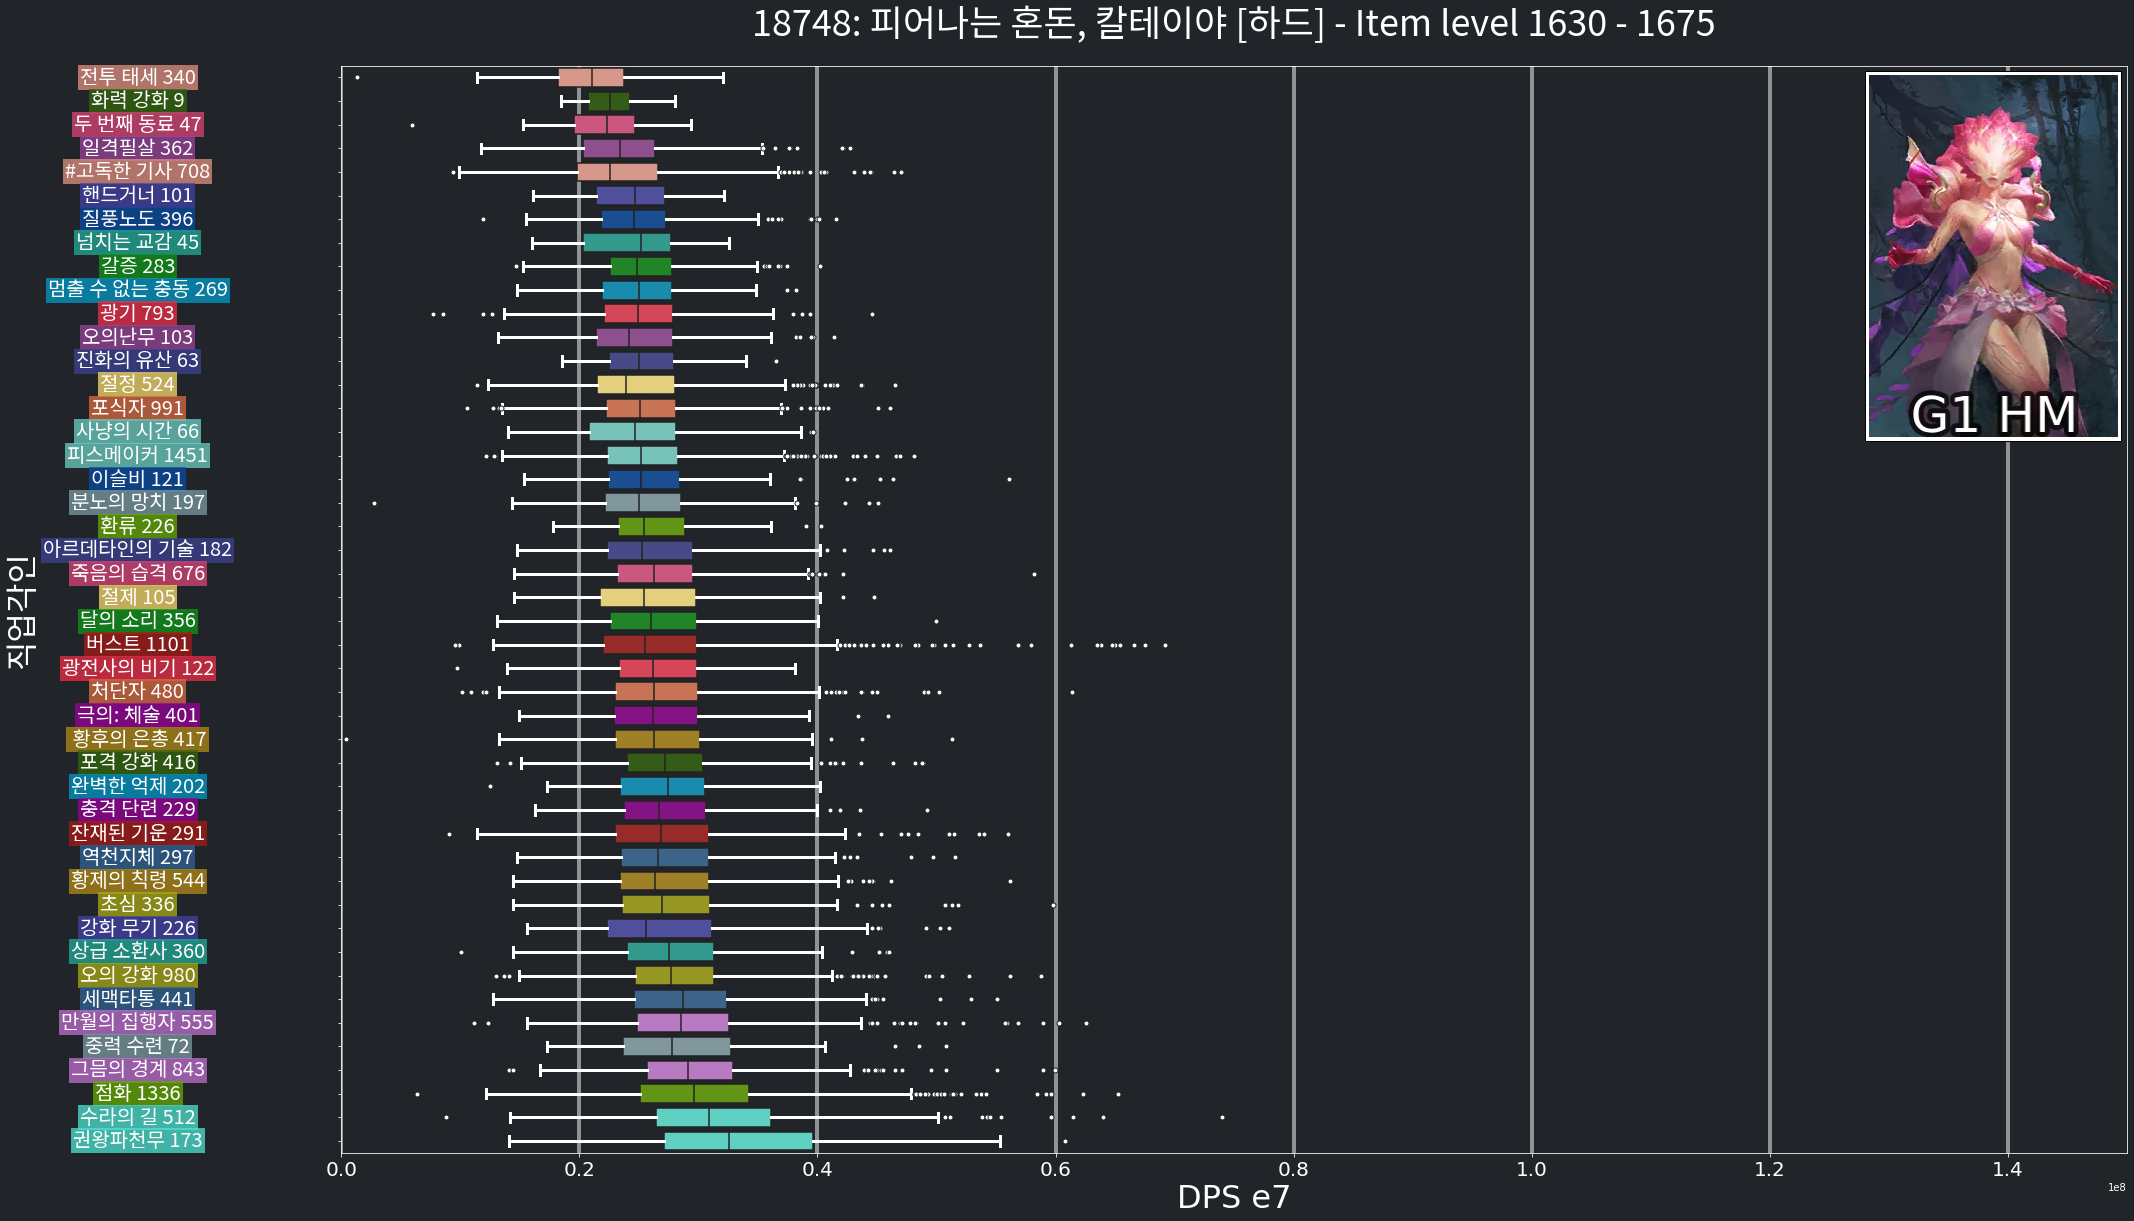 18748: 피어나는 혼돈, 칼테이야 [하드] - Item level 1630 - 1675
전투 태세 340
화력 강화 9
두 번째 동료 47
일격필살 362
#고독한 기사 708
핸드거너 101
질풍노도 396
넘치는 교감 45
갈증 283
멈출 수 없는 충동 269
광기 793
오의난무 103
진화의 유산 63
절정 524
포식자 991
사냥의 시간 66
피스메이커 1451
이슬비 121
분노의 망치 197
환류 226
아르데타인의 기술 182
죽음의 습격 676
절제 105
달의 소리 356
버스트 1101
광전사의 비기 122
처단자 480
극의: 체술 401
황후의 은총 417
포격 강화 416
완벽한 억제 202
충격 단련 229
잔재된 기운 291
역천지체 297
황제의 칙령 544
초심 336
강화 무기 226
상급 소환사 360
오의 강화 980
세맥타통 441
만월의 집행자 555
중력 수련 72
그믐의 경계 843
점화 1336
수라의 길 512
권왕파천무 173
직업각인
G1 HM
0.0 0.2 0.4 0.6 0.8 1.0 1.2 1.4
1e8
DPS e7